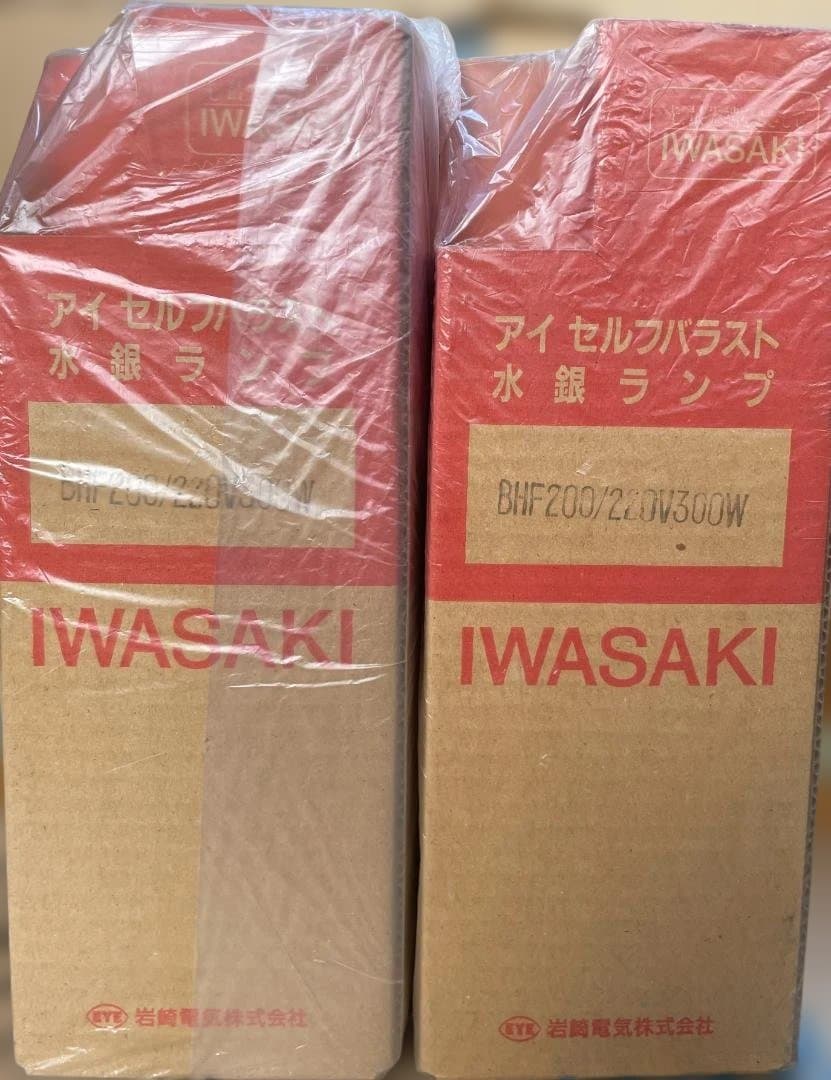 IWASAKI
アイ セルフバラスト
水銀ランプ
BHF200/220V300W
IWASAKI
EYE 岩崎電気株式会社
IWASAKI
アイ セルフバラスト
水銀ランプ
BHF200/220V300W
IWASAKI
EYE 岩崎電気株式会社